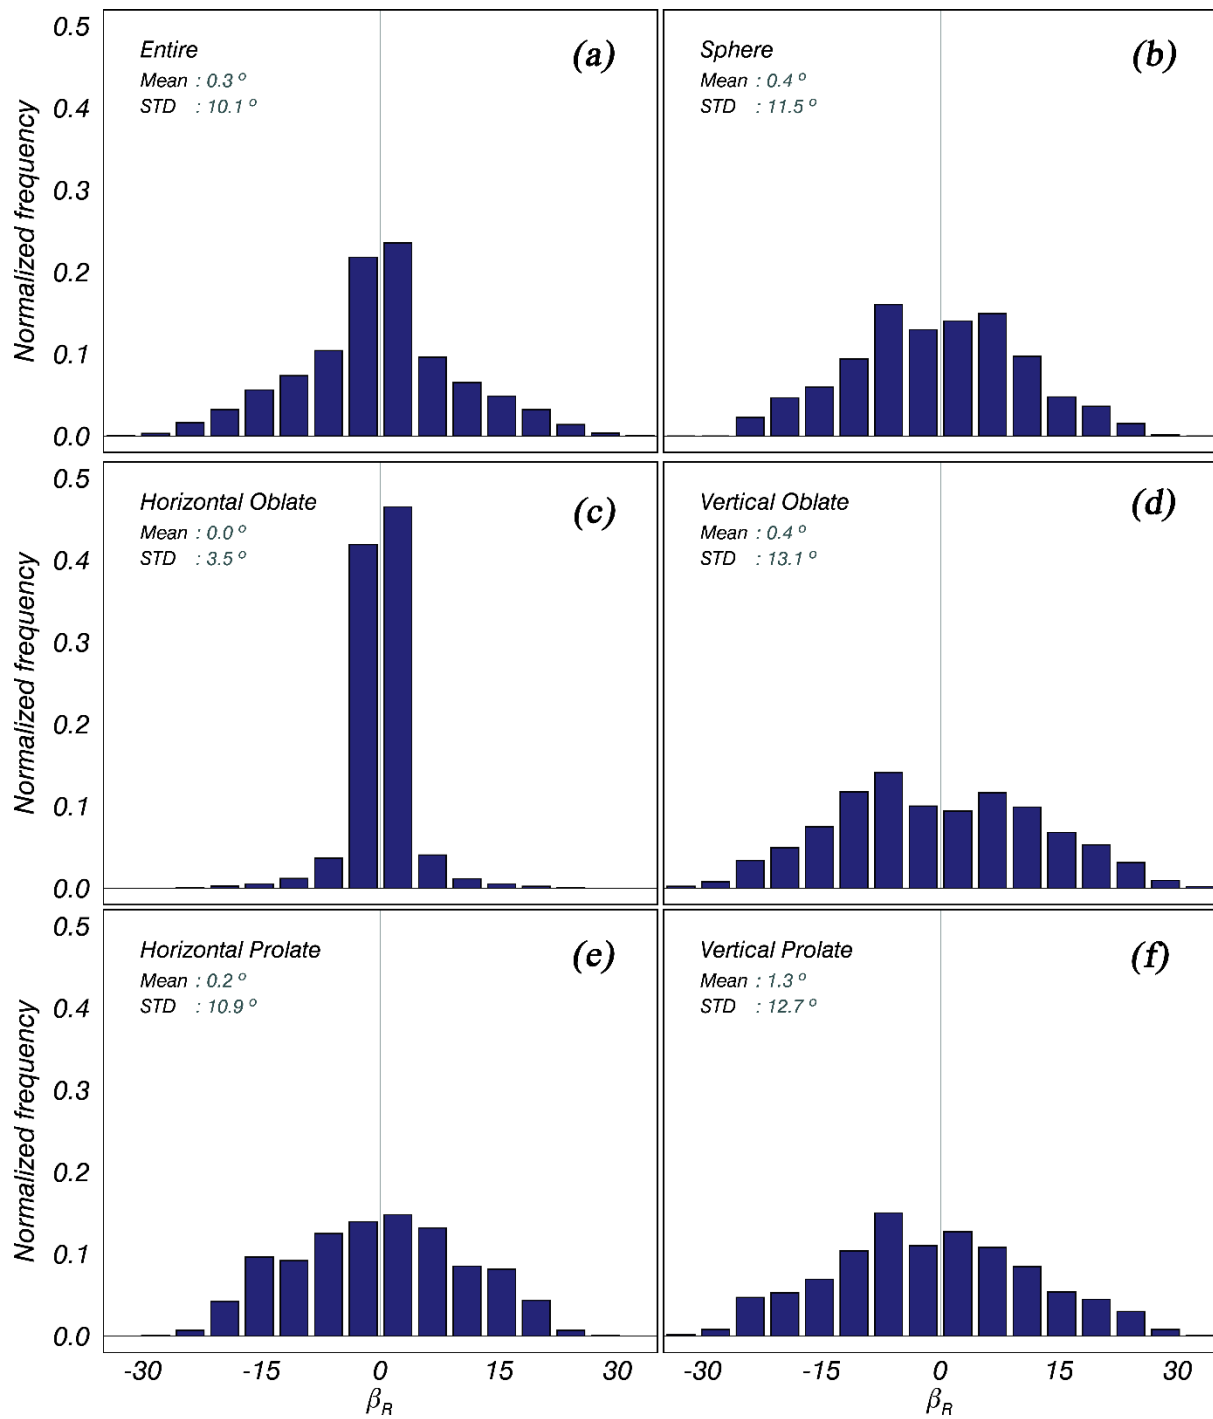 Entire
Mean : 0.3 °
STD : 10.1 °
(a)
0.5
0.4
0.3
0.2
0.1
0.0
Normalized frequency
Sphere
Mean : 0.4 °
STD : 11.5 °
(b)
Horizontal Oblate
Mean : 0.0 °
STD : 3.5 °
(c)
0.5
0.4
0.3
0.2
0.1
0.0
Normalized frequency
Vertical Oblate
Mean : 0.4 °
STD : 13.1 °
(d)
Horizontal Prolate
Mean : 0.2 °
STD : 10.9 °
(e)
0.5
0.4
0.3
0.2
0.1
0.0
Normalized frequency
-30 -15 0 15 30
β_R
Vertical Prolate
Mean : 1.3 °
STD : 12.7 °
(f)
-30 -15 0 15 30
β_R